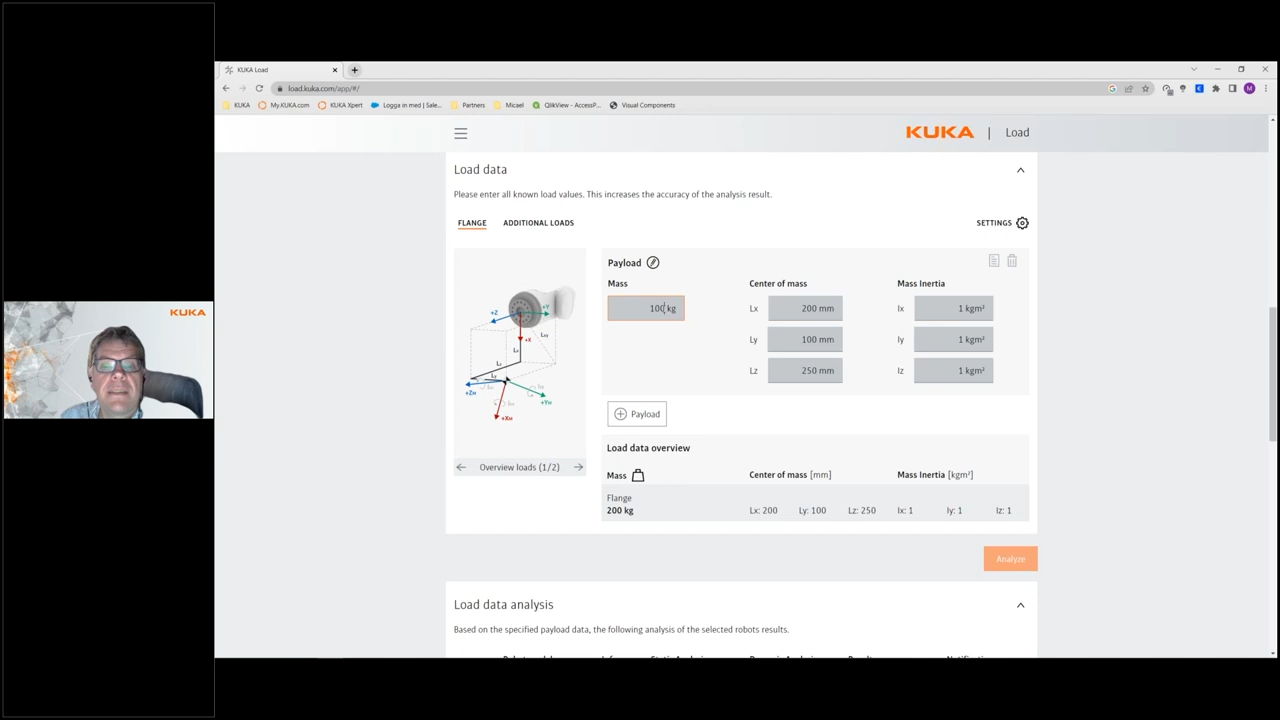 KUKA
KUKA Load
load.kuka.com/app/#/
KUKA My.KUKA.com KUKA Xpert Logga in med | Sale... Partners Micael QlikView - AccessP... Visual Components
KUKA | Load
Load data
Please enter all known load values. This increases the accuracy of the analysis result.
FLANGE ADDITIONAL LOADS SETTINGS
Payload
Mass Center of mass Mass Inertia
100 kg Lx 200 mm Ix 1 kgm²
Ly 100 mm Iy 1 kgm²
Lz 250 mm Iz 1 kgm²
+Z +Y
+X
Overview loads (1/2)
Payload
Load data overview
Mass Center of mass [mm] Mass Inertia [kgm²]
Flange
200 kg Lx: 200 Ly: 100 Lz: 250 Ix: 1 Iy: 1 Iz: 1
Analyze
Load data analysis
Based on the specified payload data, the following analysis of the selected robots results.